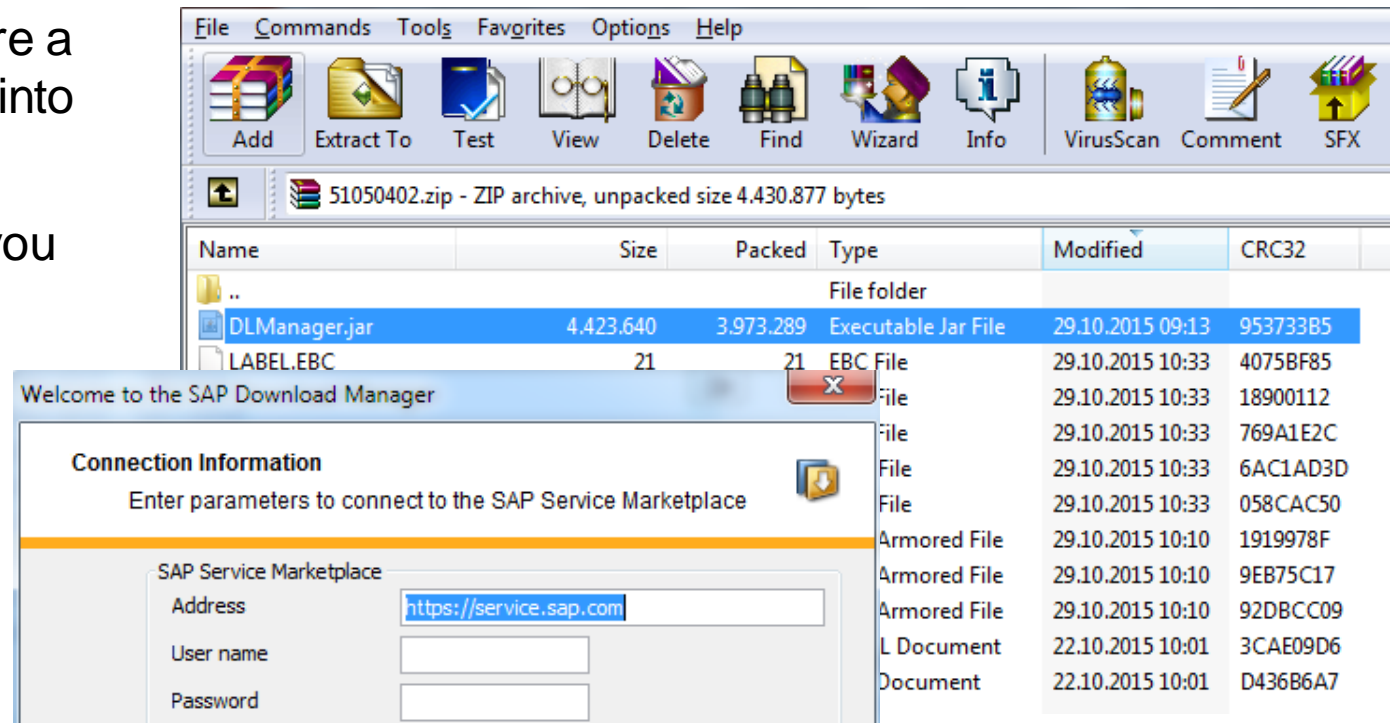 re a
into
you
File Commands Tools Favorites Options Help
Add Extract To Test View Delete Find Wizard Info VirusScan Comment SFX
51050402.zip - ZIP archive, unpacked size 4.430.877 bytes
Name Size Packed Type Modified CRC32
.. File folder
DLManager.jar 4.423.640 3.973.289 Executable Jar File 29.10.2015 09:13 953733B5
LABEL.EBC 21 21 EBC File 29.10.2015 10:33 4075BF85
File 29.10.2015 10:33 18900112
File 29.10.2015 10:33 769A1E2C
File 29.10.2015 10:33 6AC1AD3D
File 29.10.2015 10:33 058CAC50
Armored File 29.10.2015 10:10 1919978F
Armored File 29.10.2015 10:10 9EB75C17
Armored File 29.10.2015 10:10 92DBCC09
L Document 22.10.2015 10:01 3CAE09D6
Document 22.10.2015 10:01 D436B6A7
Welcome to the SAP Download Manager
Connection Information
Enter parameters to connect to the SAP Service Marketplace
SAP Service Marketplace
Address https://service.sap.com
User name
Password